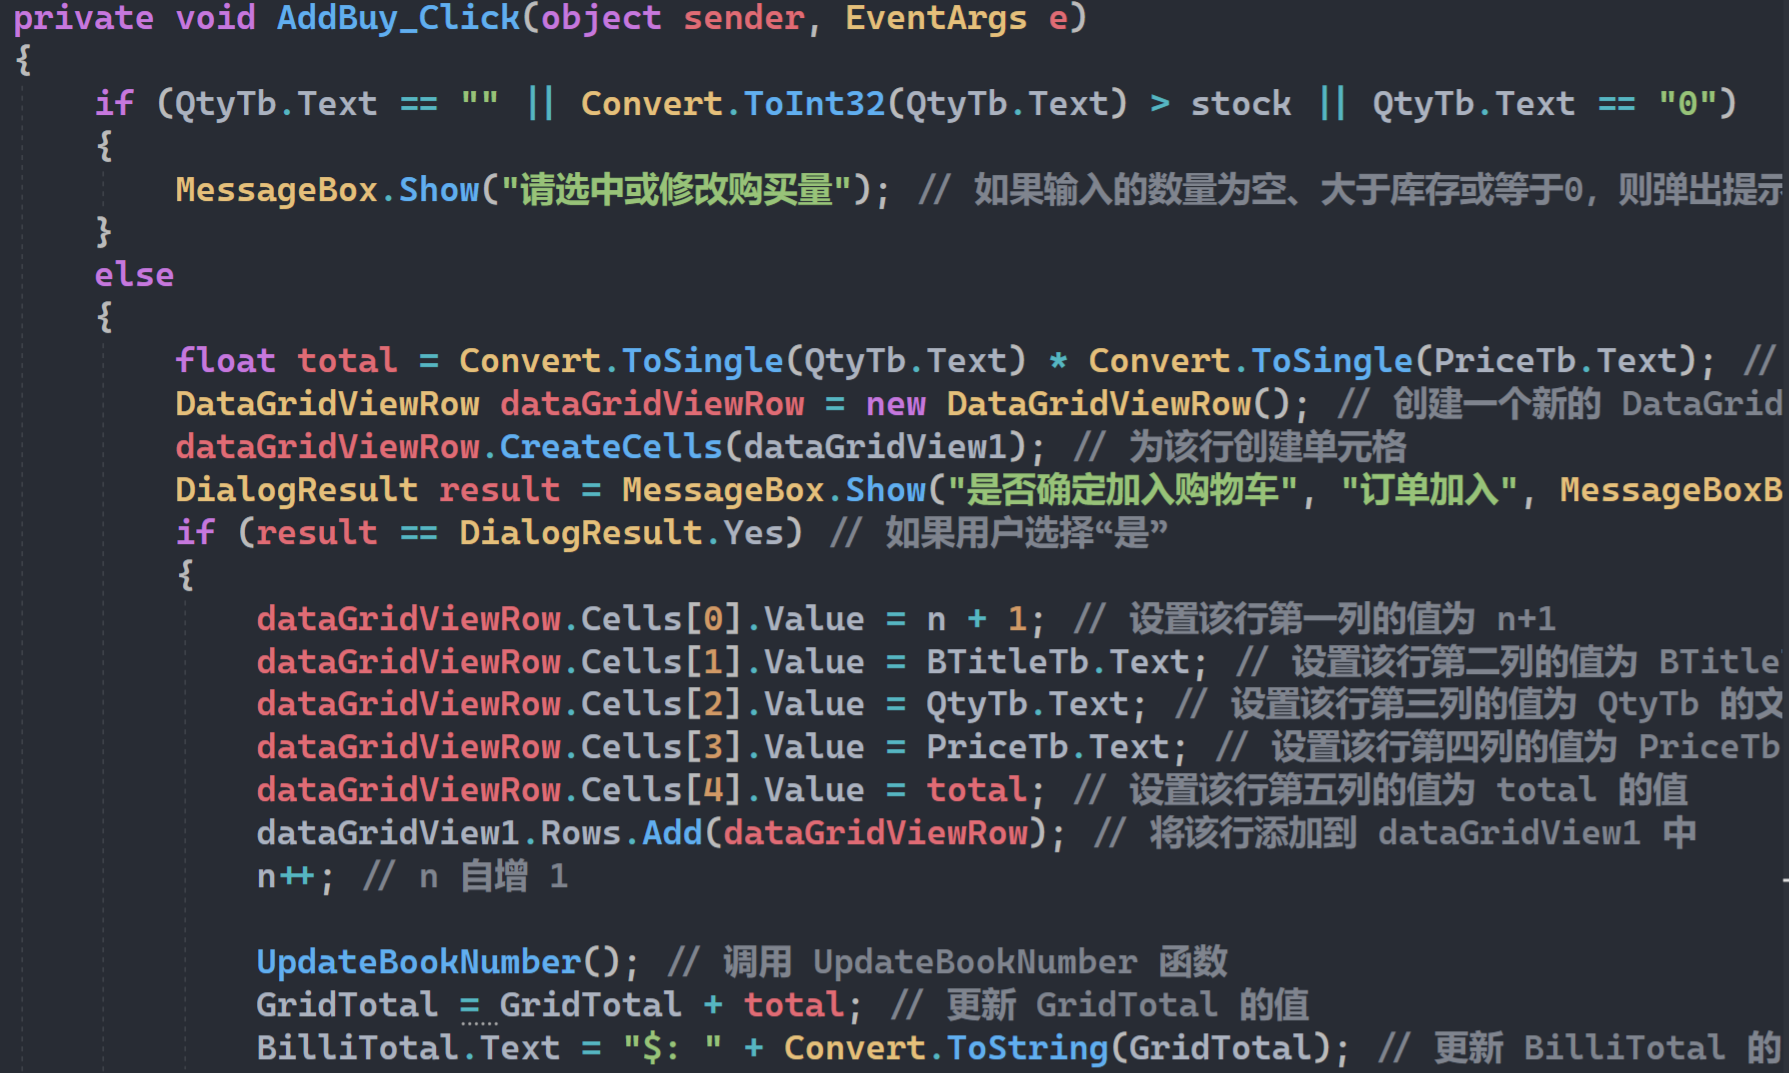 private void AddBuy_Click(object sender, EventArgs e)
{
if (QtyTb.Text == "" || Convert.ToInt32(QtyTb.Text) > stock || QtyTb.Text == "0")
{
MessageBox.Show("请选中或修改购买量"); // 如果输入的数量为空、大于库存或等于0, 则弹出提示
}
else
{
float total = Convert.ToSingle(QtyTb.Text) * Convert.ToSingle(PriceTb.Text); //
DataGridViewRow dataGridViewRow = new DataGridViewRow(); // 创建一个新的 DataGrid
dataGridViewRow.CreateCells(dataGridView1); // 为该行创建单元格
DialogResult result = MessageBox.Show("是否确定加入购物车", "订单加入", MessageBoxB
if (result == DialogResult.Yes) // 如果用户选择“是”
{
dataGridViewRow.Cells[0].Value = n + 1; // 设置该行第一列的值为 n+1
dataGridViewRow.Cells[1].Value = BTitleTb.Text; // 设置该行第二列的值为 BTitle
dataGridViewRow.Cells[2].Value = QtyTb.Text; // 设置该行第三列的值为 QtyTb 的文
dataGridViewRow.Cells[3].Value = PriceTb.Text; // 设置该行第四列的值为 PriceTb
dataGridViewRow.Cells[4].Value = total; // 设置该行第五列的值为 total 的值
dataGridView1.Rows.Add(dataGridViewRow); // 将该行添加到 dataGridView1 中
n++; // n 自增 1
UpdateBookNumber(); // 调用 UpdateBookNumber 函数
GridTotal = GridTotal + total; // 更新 GridTotal 的值
BilliTotal.Text = "$: " + Convert.ToString(GridTotal); // 更新 BilliTotal 的